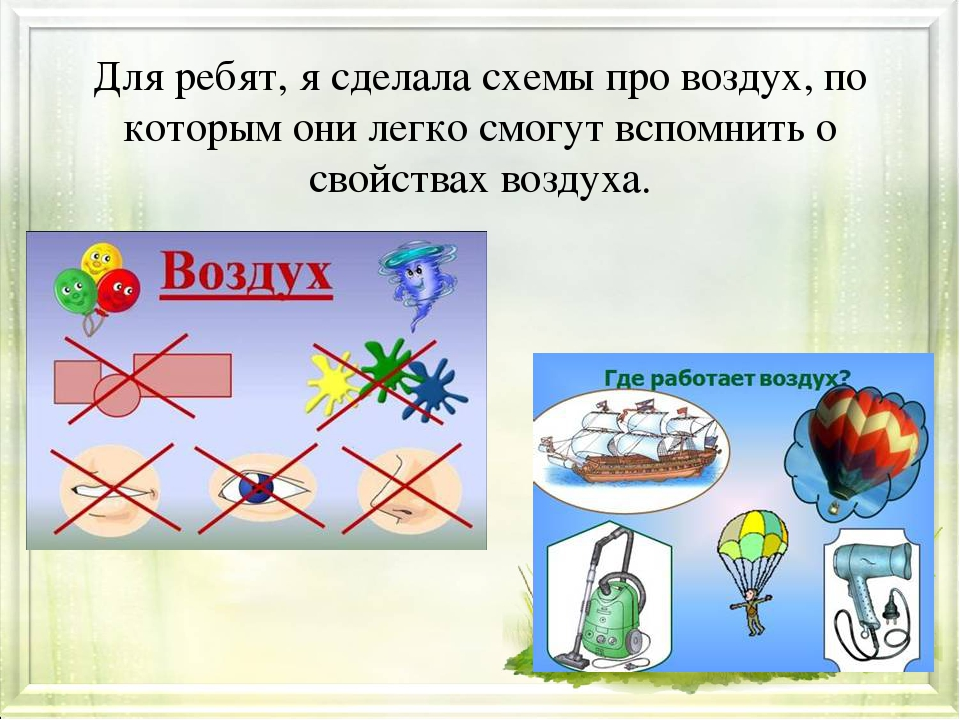 Для ребят, я сделала схемы про воздух, по
которым они легко смогут вспомнить о
свойствах воздуха.
Воздух
Где работает воздух?